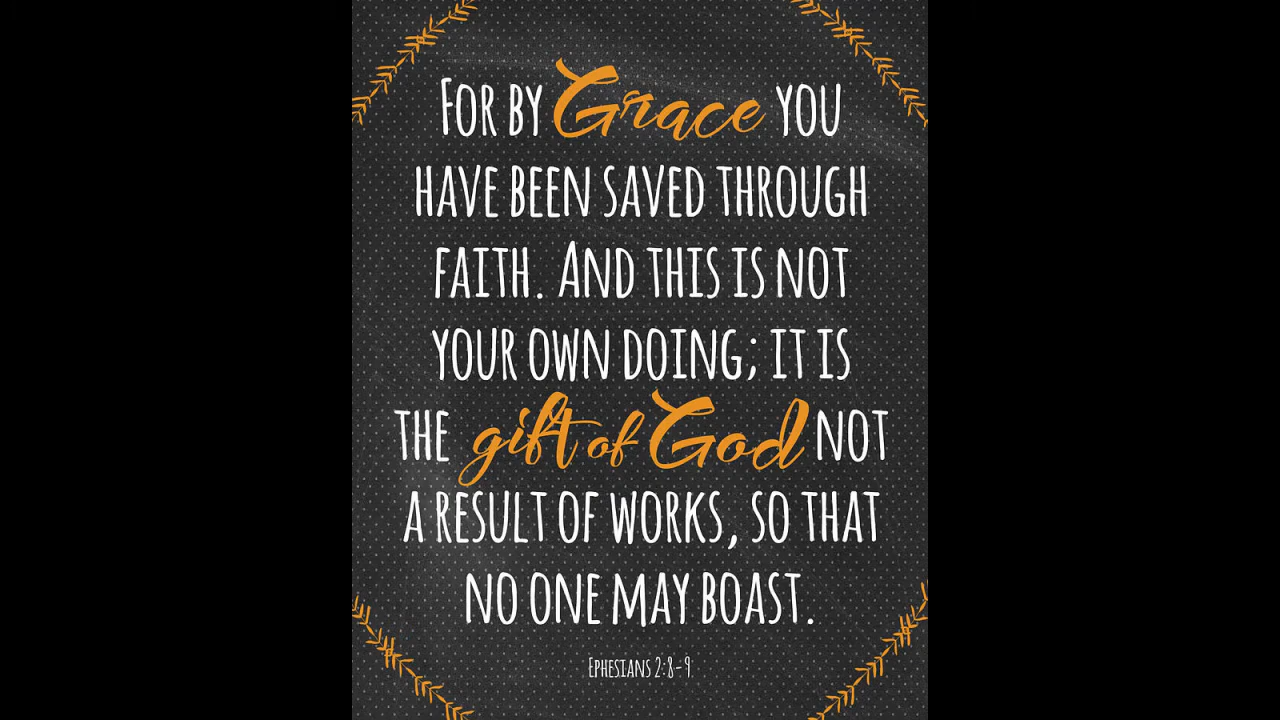 FOR BY Grace YOU
HAVE BEEN SAVED THROUGH
FAITH. AND THIS IS NOT
YOUR OWN DOING; IT IS
THE gift of God NOT
A RESULT OF WORKS, SO THAT
NO ONE MAY BOAST.
EPHESIANS 2:8-9